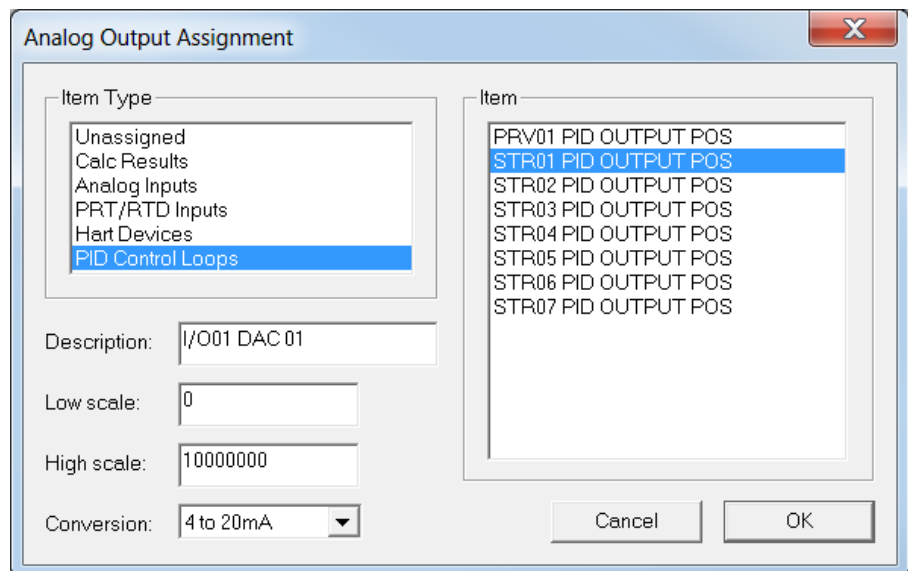 Analog Output Assignment
Item Type
Unassigned
Calc Results
Analog Inputs
PRT/RTD Inputs
Hart Devices
PID Control Loops
Description: I/O01 DAC 01
Low scale: 0
High scale: 10000000
Conversion: 4 to 20mA
Item
PRV01 PID OUTPUT POS
STR01 PID OUTPUT POS
STR02 PID OUTPUT POS
STR03 PID OUTPUT POS
STR04 PID OUTPUT POS
STR05 PID OUTPUT POS
STR06 PID OUTPUT POS
STR07 PID OUTPUT POS
Cancel OK